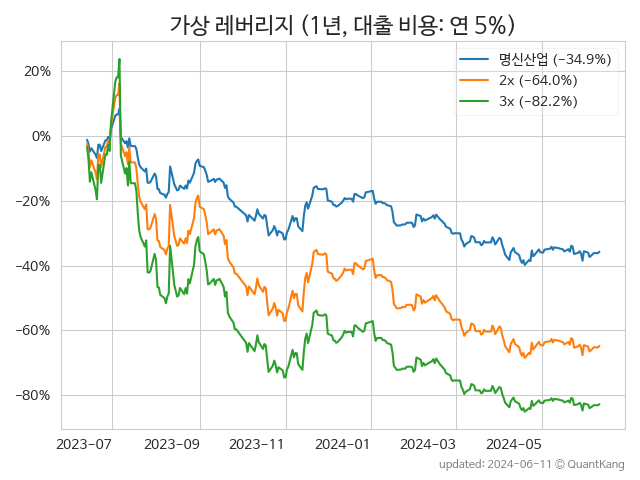 가상 레버리지 (1년, 대출 비용: 연 5%)
명신산업 (−34.9%)
2x (−64.0%)
3x (−82.2%)
20%
0%
−20%
−40%
−60%
−80%
2023-07 2023-09 2023-11 2024-01 2024-03 2024-05
updated: 2024-06-11 © QuantKang